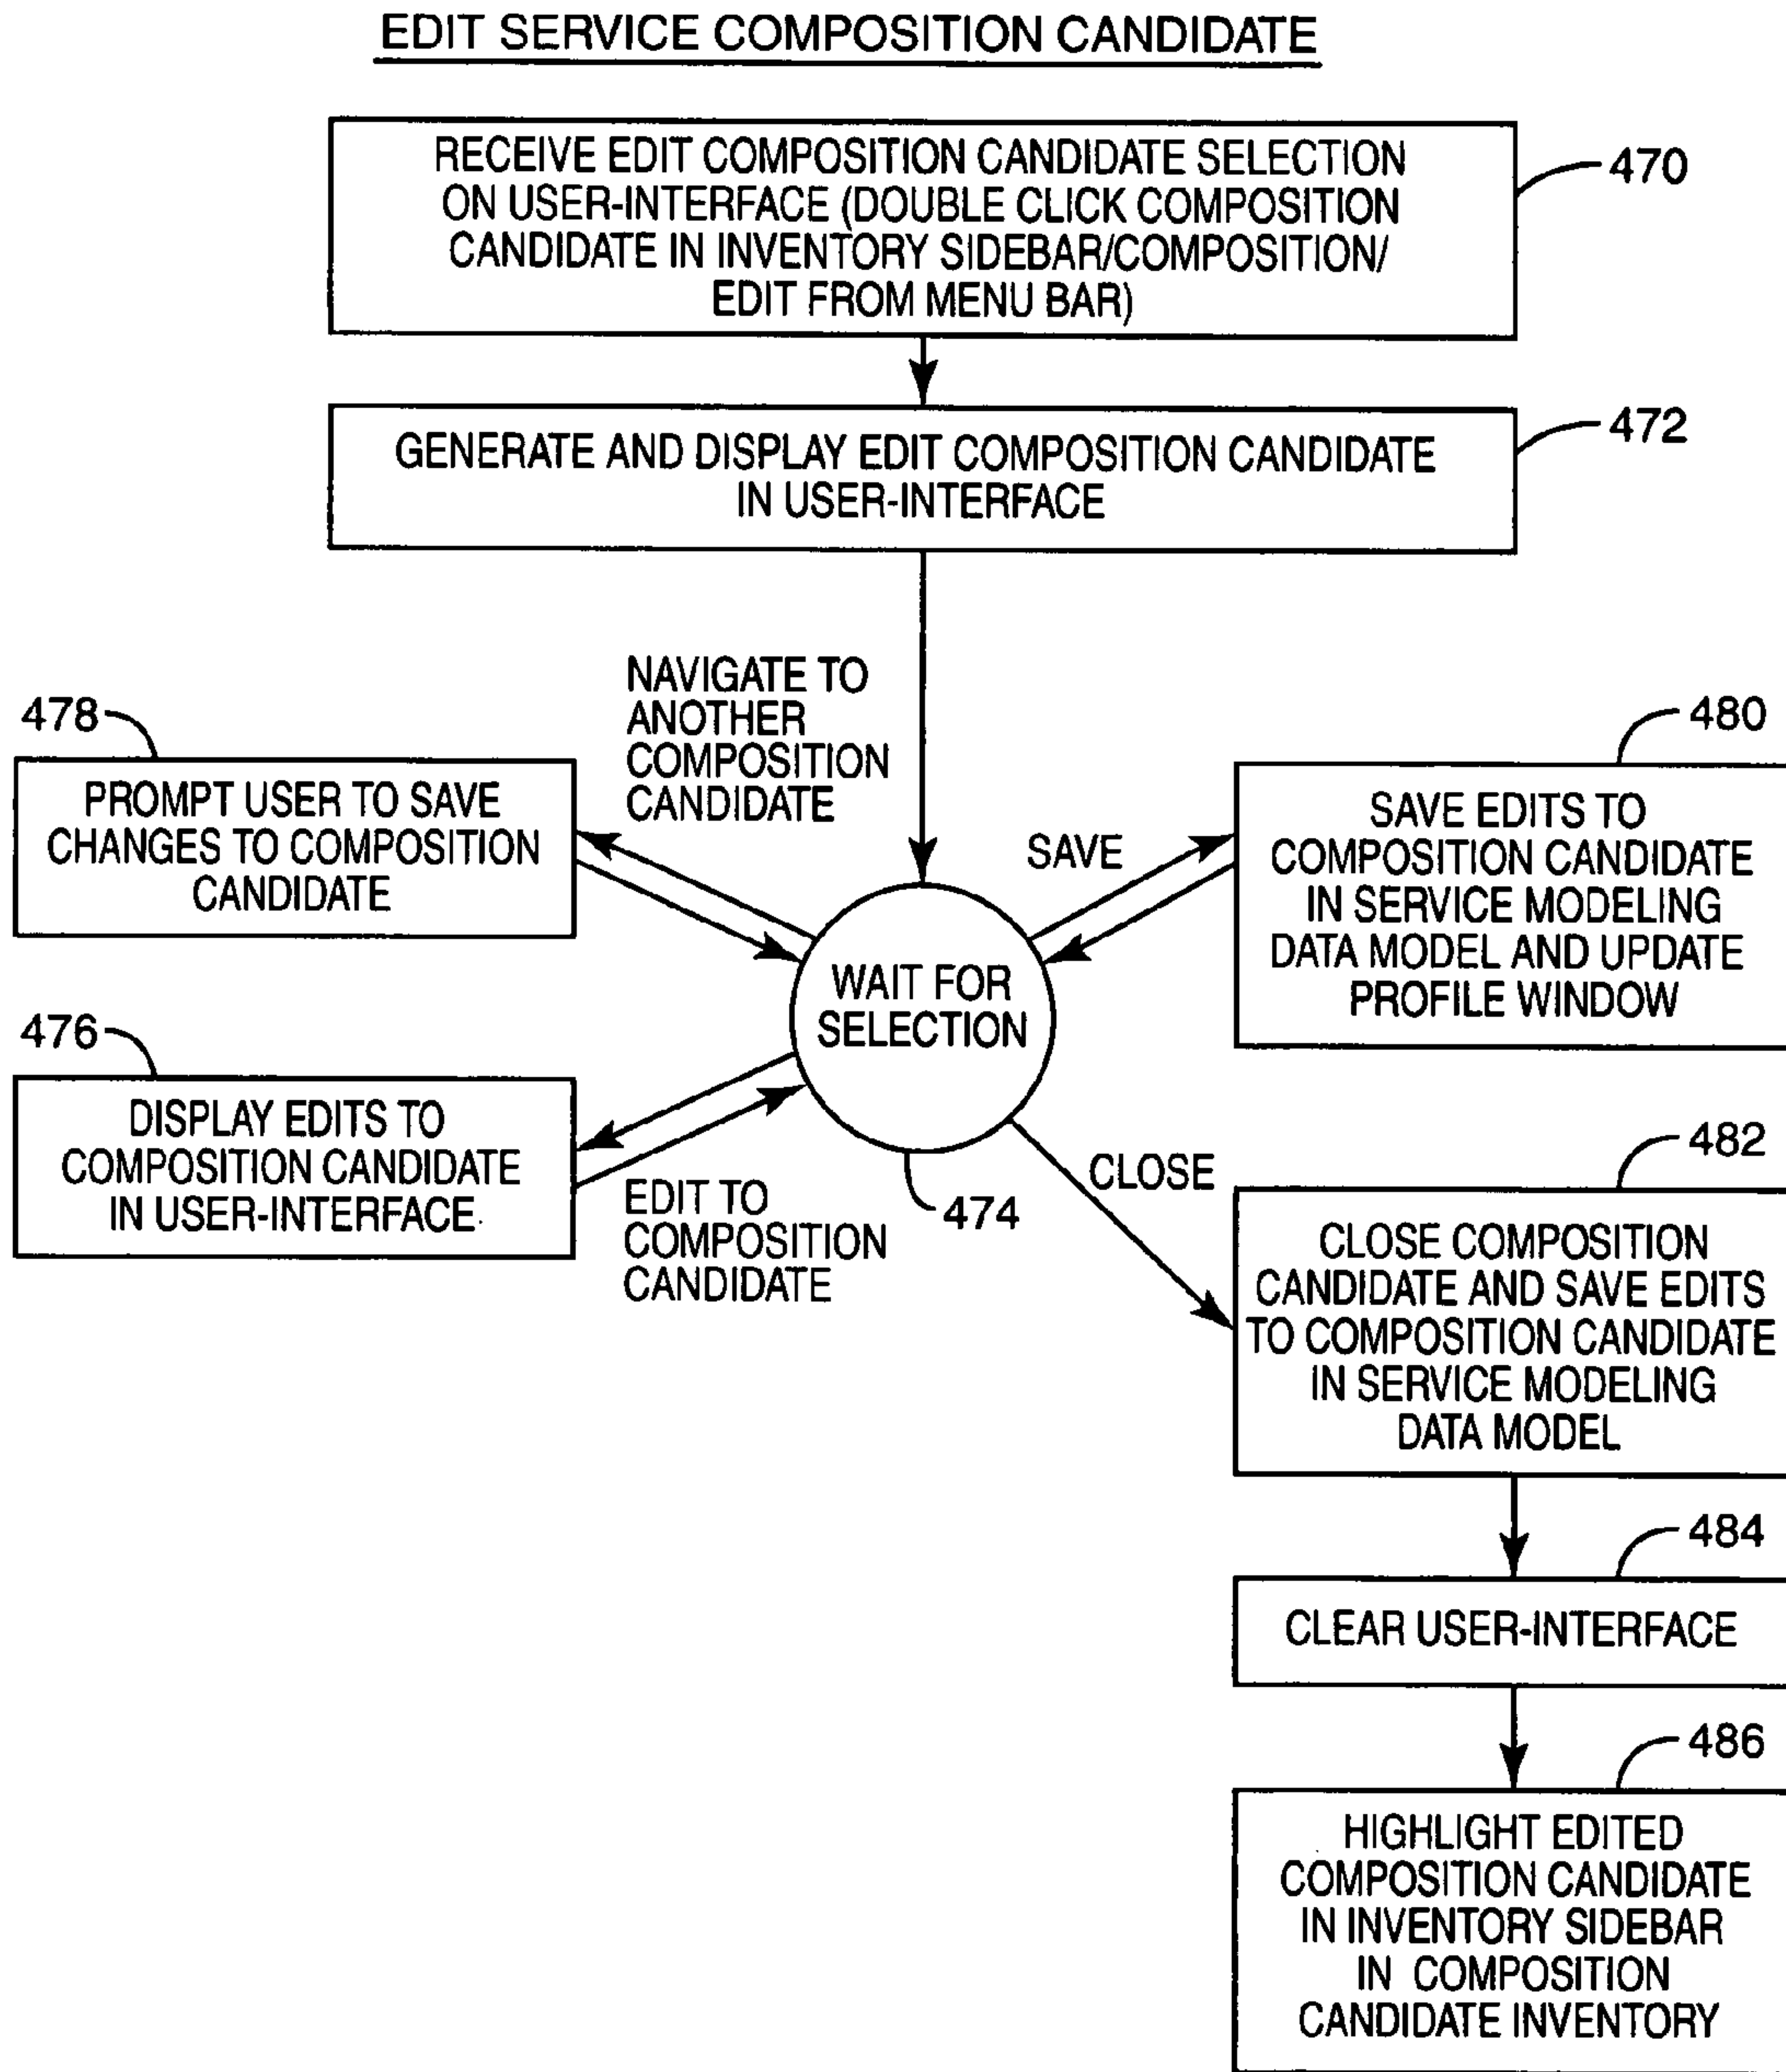 EDIT SERVICE COMPOSITION CANDIDATE
RECEIVE EDIT COMPOSITION CANDIDATE SELECTION
ON USER-INTERFACE (DOUBLE CLICK COMPOSITION
CANDIDATE IN INVENTORY SIDEBAR/COMPOSITION/
EDIT FROM MENU BAR)
470
GENERATE AND DISPLAY EDIT COMPOSITION CANDIDATE
IN USER-INTERFACE
472
NAVIGATE TO
ANOTHER
COMPOSITION
CANDIDATE
478
PROMPT USER TO SAVE
CHANGES TO COMPOSITION
CANDIDATE
SAVE
480
SAVE EDITS TO
COMPOSITION CANDIDATE
IN SERVICE MODELING
DATA MODEL AND UPDATE
PROFILE WINDOW
WAIT FOR
SELECTION
474
476
DISPLAY EDITS TO
COMPOSITION CANDIDATE
IN USER-INTERFACE
EDIT TO
COMPOSITION
CANDIDATE
CLOSE
482
CLOSE COMPOSITION
CANDIDATE AND SAVE EDITS
TO COMPOSITION CANDIDATE
IN SERVICE MODELING
DATA MODEL
484
CLEAR USER-INTERFACE
486
HIGHLIGHT EDITED
COMPOSITION CANDIDATE
IN INVENTORY SIDEBAR
IN COMPOSITION
CANDIDATE INVENTORY